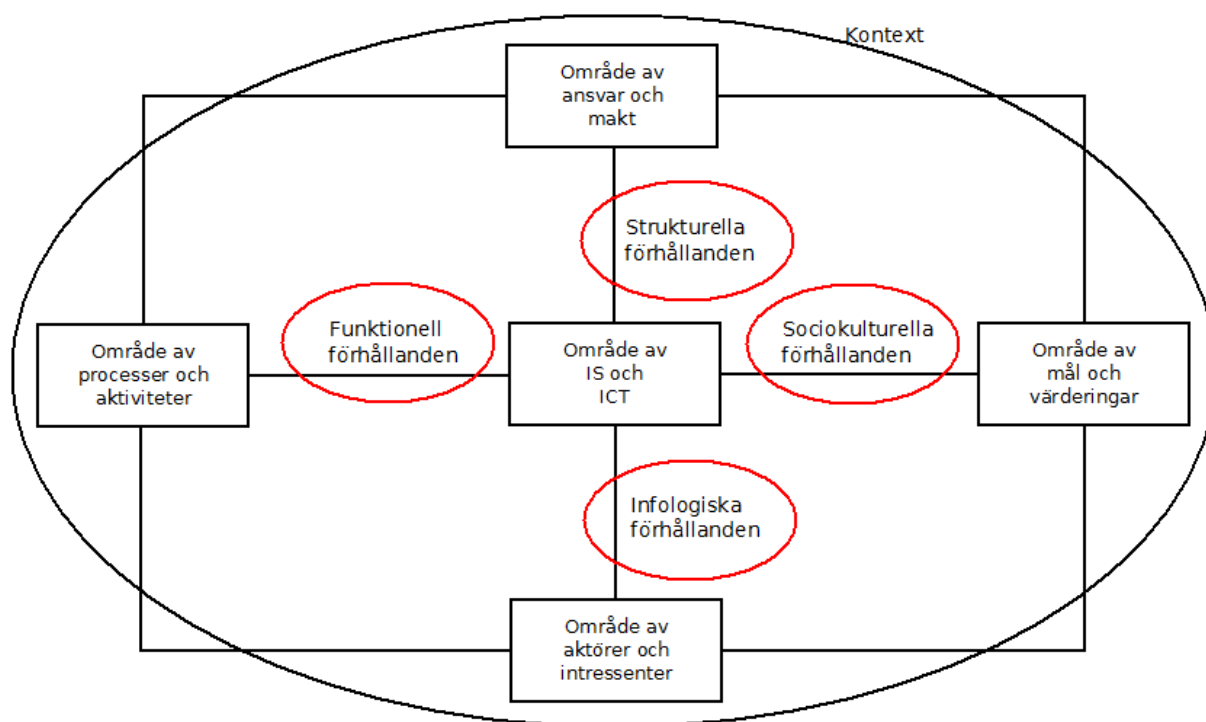 Kontext
Område av
ansvar och
makt
Strukturella
förhållanden
Funktionell
förhållanden
Sociokulturella
förhållanden
Område av
processer och
aktiviteter
Område av
IS och
ICT
Område av
mål och
värderingar
Infologiska
förhållanden
Område av
aktörer och
intressenter